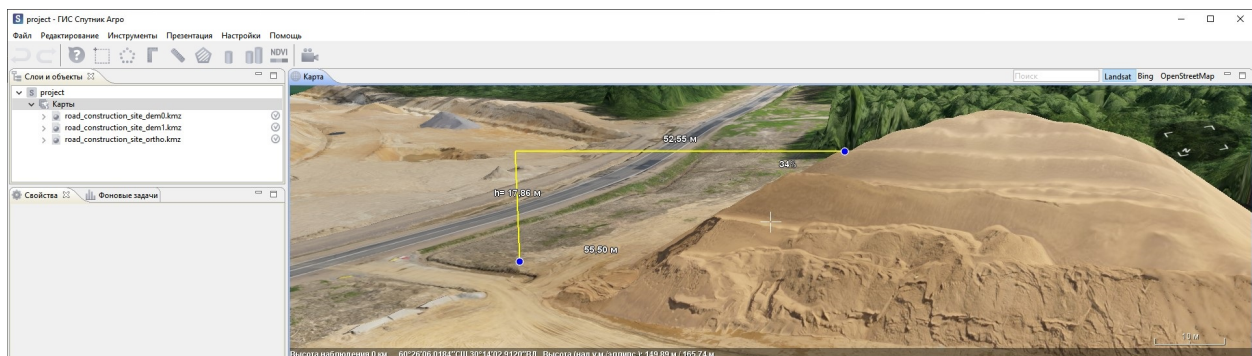 project - ГИС Спутник Агро
Файл Редактирование Инструменты Презентация Настройки Помощь
NDVI
Слои и объекты
Карта
Поиск
Landsat Bing OpenStreetMap
project
Карты
road_construction_site_dem0.kmz
road_construction_site_dem1.kmz
road_construction_site_ortho.kmz
Свойства Фоновые задачи
52,55 м
34%
h= 17,86 м
55,50 м
10 м
Высота наблюдения 0 км 60°26'06,0184"СШ 30°14'02,9120"ВД Высота (над у.м./эллипс.): 149,89 м / 165,74 м